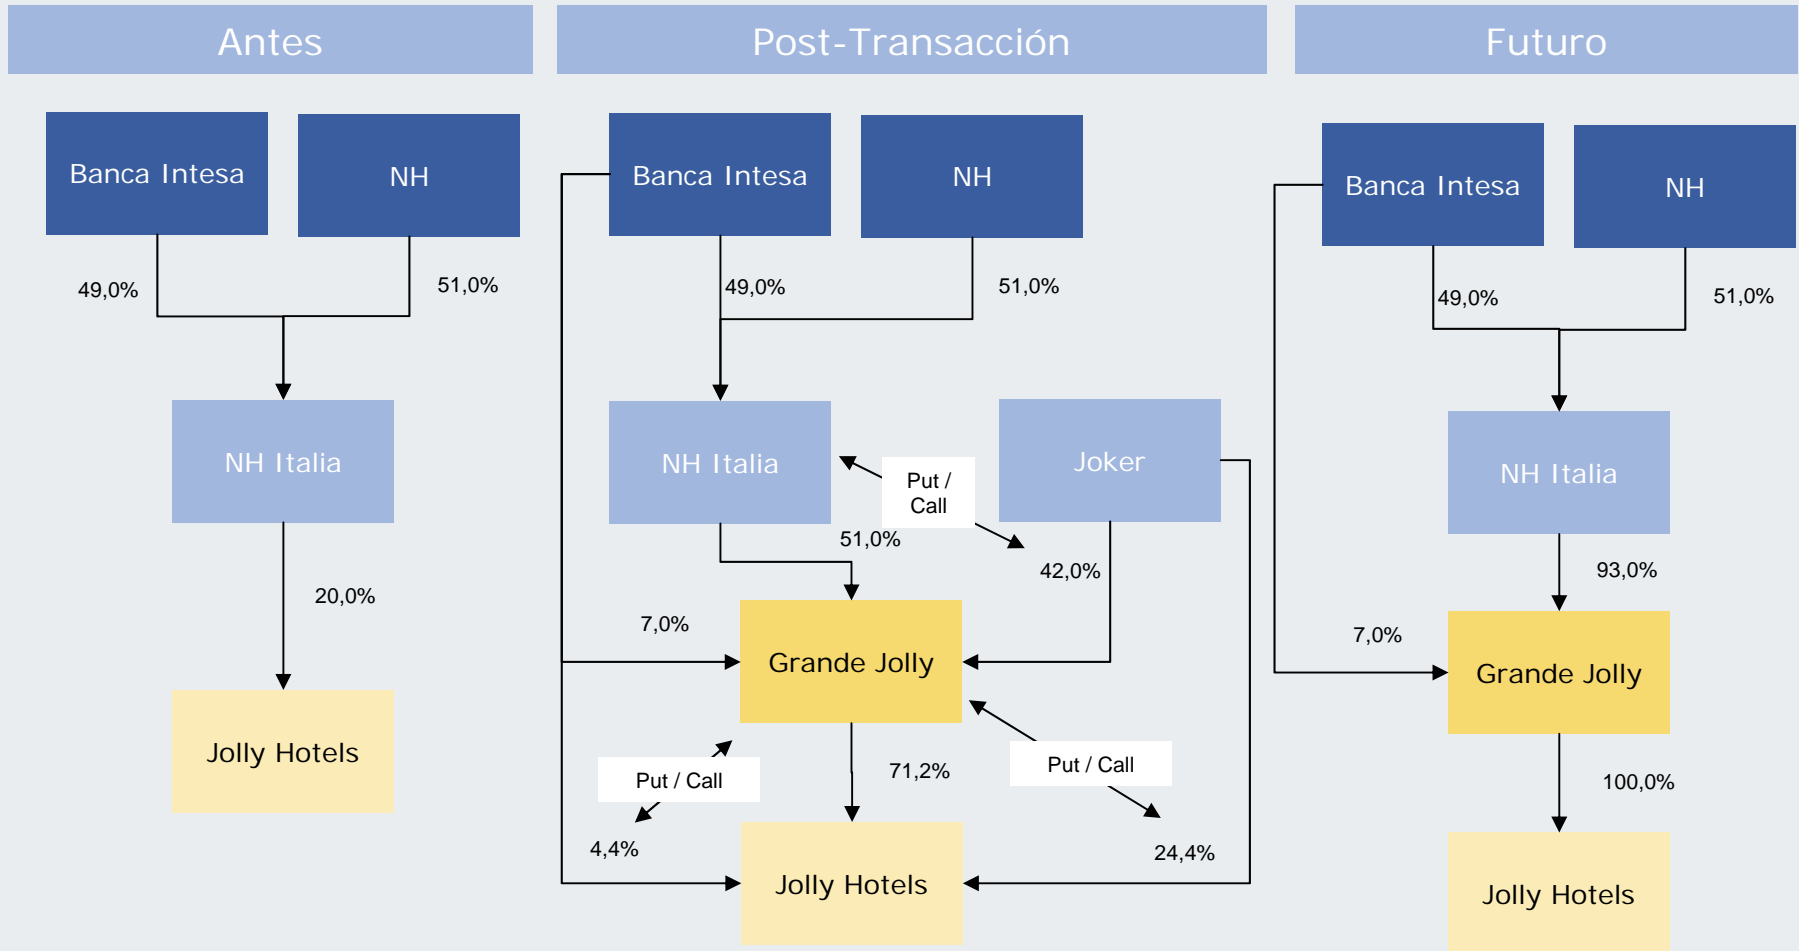 Antes
Banca Intesa
NH
49,0%
51,0%
NH Italia
20,0%
Jolly Hotels
Post-Transacción
Banca Intesa
NH
49,0%
51,0%
NH Italia
Put /
Call
Joker
51,0%
42,0%
7,0%
Grande Jolly
Put / Call
71,2%
Put / Call
4,4%
24,4%
Jolly Hotels
Futuro
Banca Intesa
NH
49,0%
51,0%
NH Italia
93,0%
7,0%
Grande Jolly
100,0%
Jolly Hotels